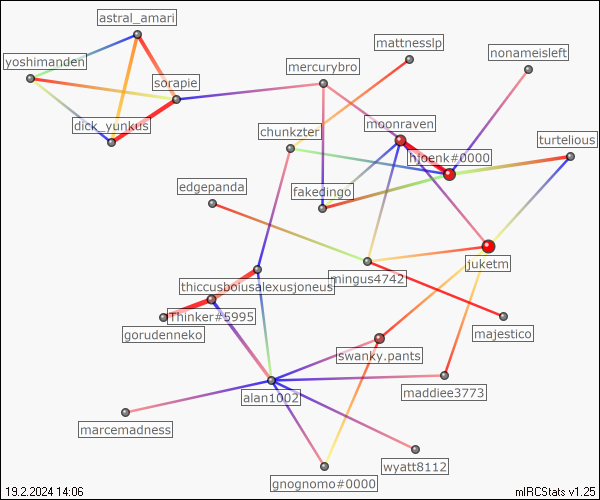 astral_amari
mattnesslp
nonameisleft
yoshimanden
mercurybro
sorapie
dick_yunkus
moonraven
chunkzter
turtelious
hjoenk#0000
edgepanda
fakedingo
juketm
mingus4742
thiccusboiusalexusjoneus
Thinker#5995
gorudenneko
majestico
swanky.pants
maddiee3773
alan1002
marcemadness
wyatt8112
gnognomo#0000
19.2.2024 14:06
mIRCStats v1.25